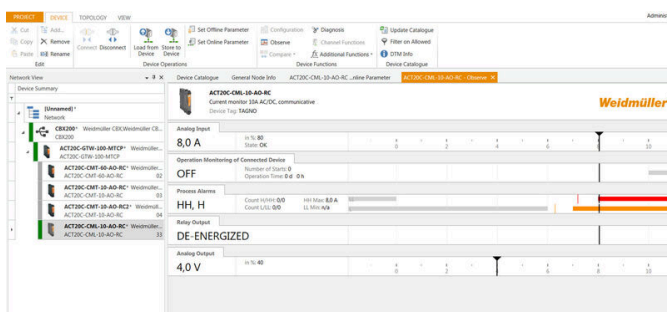 PROJECT DEVICE TOPOLOGY VIEW
Adminis
Cut Add...
Copy Remove
Paste Rename
Edit
Connect Disconnect Load from Device Store to Device
Set Offline Parameter
Set Online Parameter
Device Operations
Configuration Diagnosis
Observe Channel Functions
Compare Additional Functions
Device Functions
Update Catalogue
Filter on Allowed
DTM Info
Device Catalogue
Network View
Device Summary
[Unnamed]*
Network
CBX200* Weidmüller CBX;Weidmüller CB...
CBX200
ACT20C-GTW-100-MTCP* Weidmüller...
ACT20C-GTW-100-MTCP
ACT20C-CMT-60-AO-RC* Weidmüller...
ACT20C-CMT-60-AO-RC 02
ACT20C-CMT-10-AO-RC* Weidmüller...
ACT20C-CMT-10-AO-RC 03
ACT20C-CMT-10-AO-RC2* Weidmüll...
ACT20C-CMT-10-AO-RC 04
ACT20C-CML-10-AO-RC* Weidmüller...
ACT20C-CML-10-AO-RC 33
Device Catalogue General Node Info ACT20C-CML-10-AO-RC ...nline Parameter ACT20C-CML-10-AO-RC - Observer
ACT20C-CML-10-AO-RC
Current monitor 10A AC/DC, communicative
Device Tag: TAGNO
Weidmüller
Analog Input
8,0 A
in %: 80
State: OK
0 2 4 6 8 10
Operation Monitoring of Connected Device
OFF
Number of Starts: 0
Operation Time 0 d 0 h
Process Alarms
HH, H
Count H/HH: 0/0 HH Max: 8,0 A
Count L/LL: 0/0 LL Min: n/a
Relay Output
DE-ENERGIZED
Analog Output
4,0 V
in %: 40
0 2 4 6 8 10